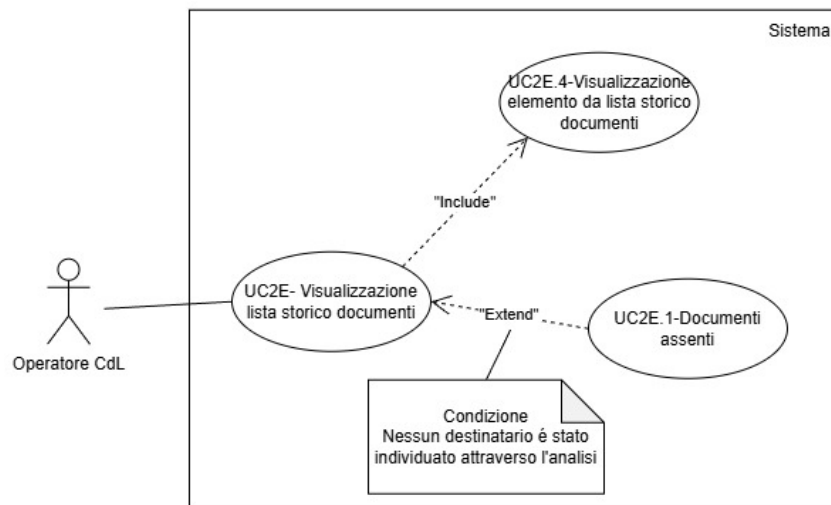 Sistema
UC2E.4-Visualizzazione
elemento da lista storico
documenti
"Include"
UC2E- Visualizzazione
lista storico documenti
"Extend"
UC2E.1-Documenti
assenti
Operatore CdL
Condizione
Nessun destinatario é stato
individuato attraverso l'analisi